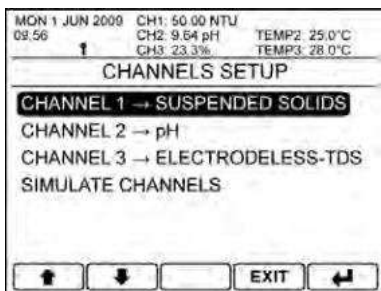 MON 1 JUN 2009 CH1: 50.00 NTU
09:56 CH2: 9.64 pH TEMP2: 25.0°C
CH3: 23.3% TEMP3: 28.0°C
CHANNELS SETUP
CHANNEL 1 → SUSPENDED SOLIDS
CHANNEL 2 → pH
CHANNEL 3 → ELECTRODELESS-TDS
SIMULATE CHANNELS
EXIT